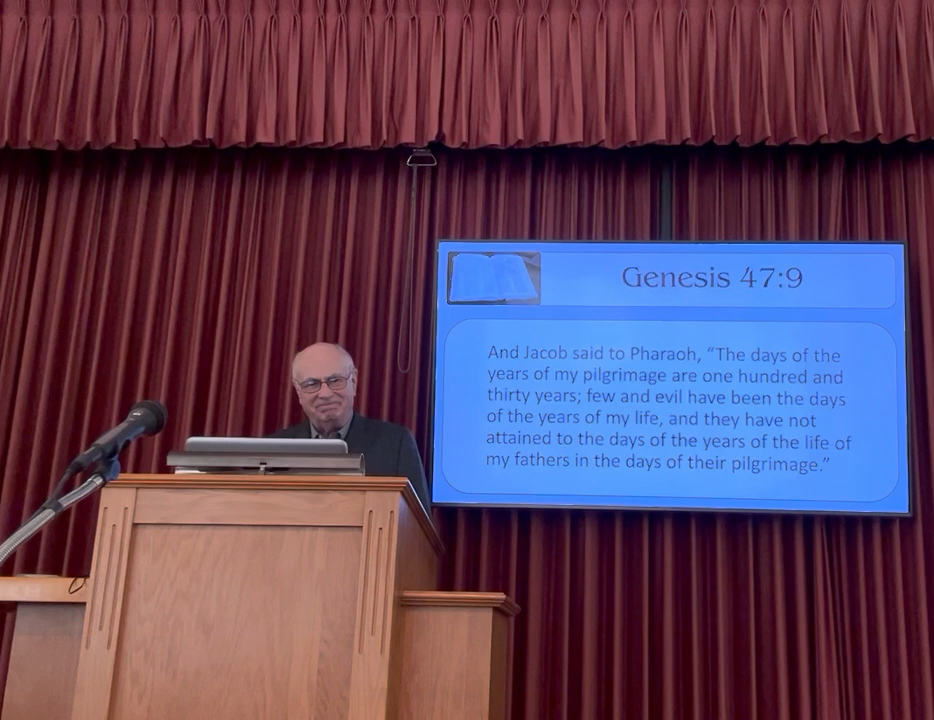 Genesis 47:9
And Jacob said to Pharaoh, “The days of the
years of my pilgrimage are one hundred and
thirty years; few and evil have been the days
of the years of my life, and they have not
attained to the days of the years of the life of
my fathers in the days of their pilgrimage.”